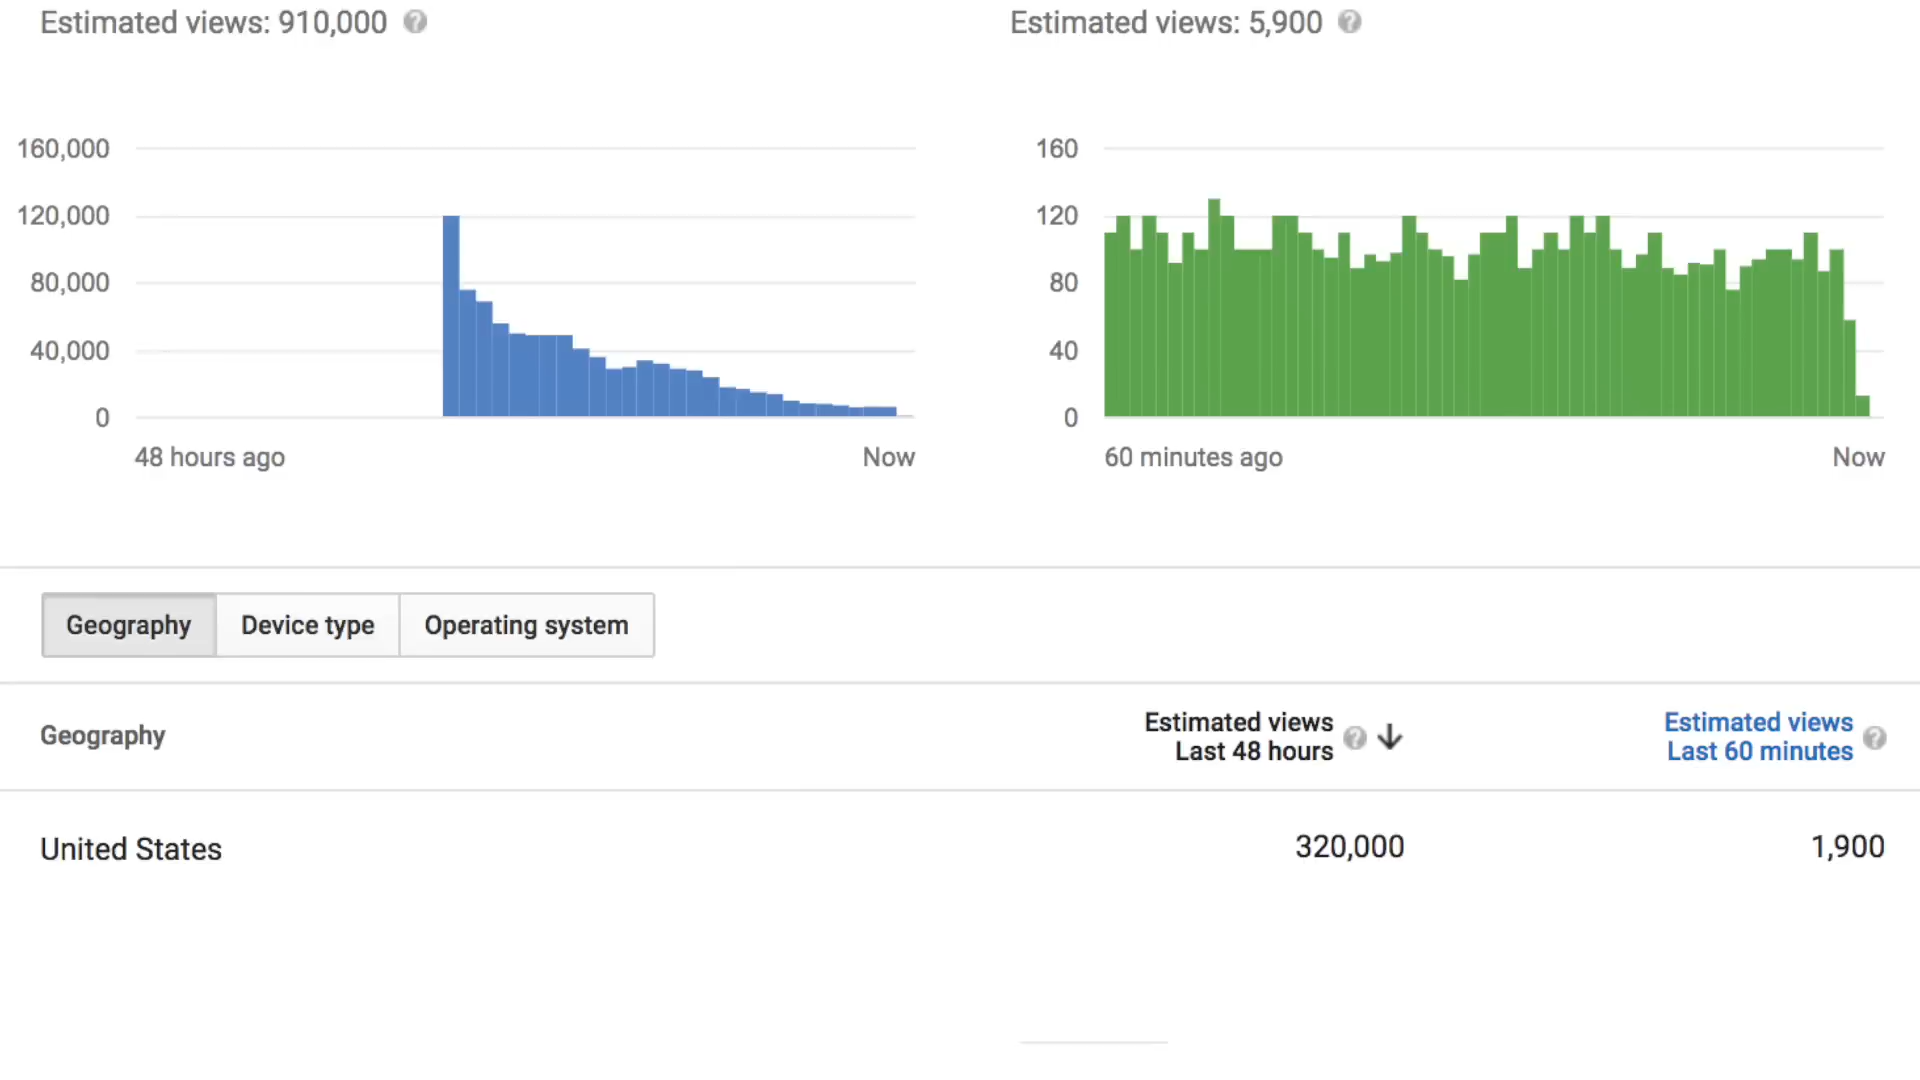 Estimated views: 910,000 ?
Estimated views: 5,900 ?
160,000
120,000
80,000
40,000
0
48 hours ago
Now
160
120
80
40
0
60 minutes ago
Now
Geography
Device type
Operating system
Geography
Estimated views
Last 48 hours ?
Estimated views
Last 60 minutes ?
United States
320,000
1,900